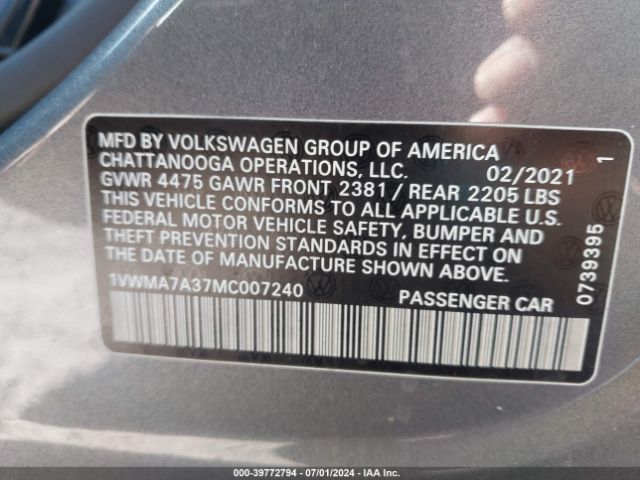 MFD BY VOLKSWAGEN GROUP OF AMERICA
CHATTANOOGA OPERATIONS, LLC. 02/2021
GVWR 4475 GAWR FRONT 2381 / REAR 2205 LBS
THIS VEHICLE CONFORMS TO ALL APPLICABLE U.S.
FEDERAL MOTOR VEHICLE SAFETY, BUMPER AND
THEFT PREVENTION STANDARDS IN EFFECT ON
THE DATE OF MANUFACTURE SHOWN ABOVE.
1VWMA7A37MC007240 PASSENGER CAR
0739395 1
000-39772794 - 07/01/2024 - IAA Inc.